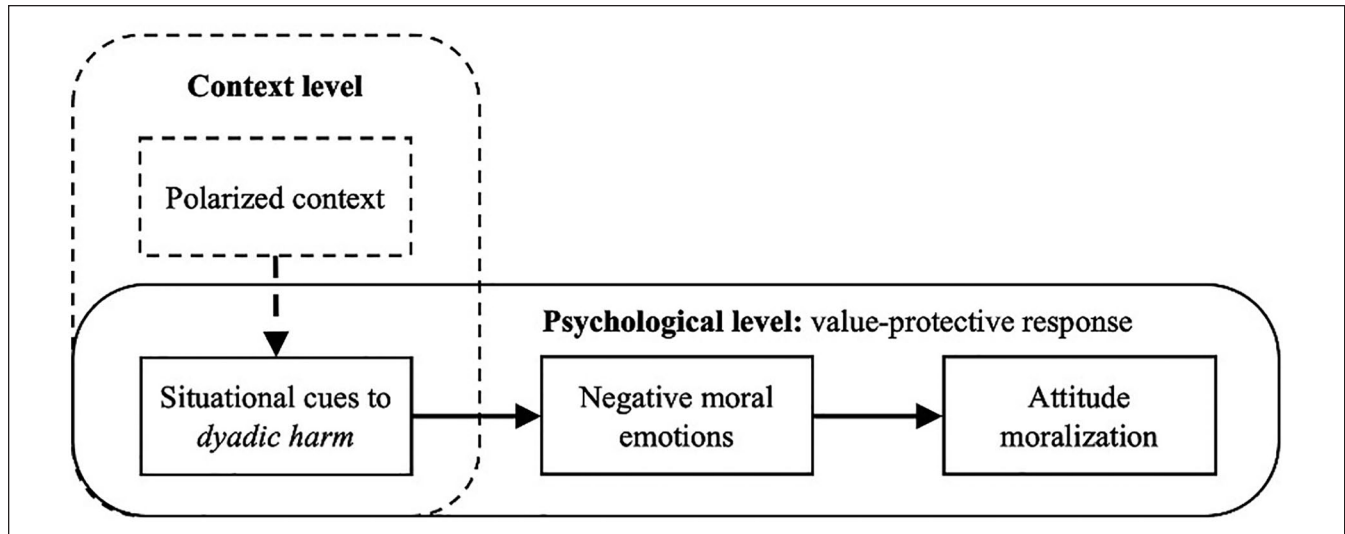 Context level
Polarized context
Psychological level: value-protective response
Situational cues to
dyadic harm
Negative moral
emotions
Attitude
moralization